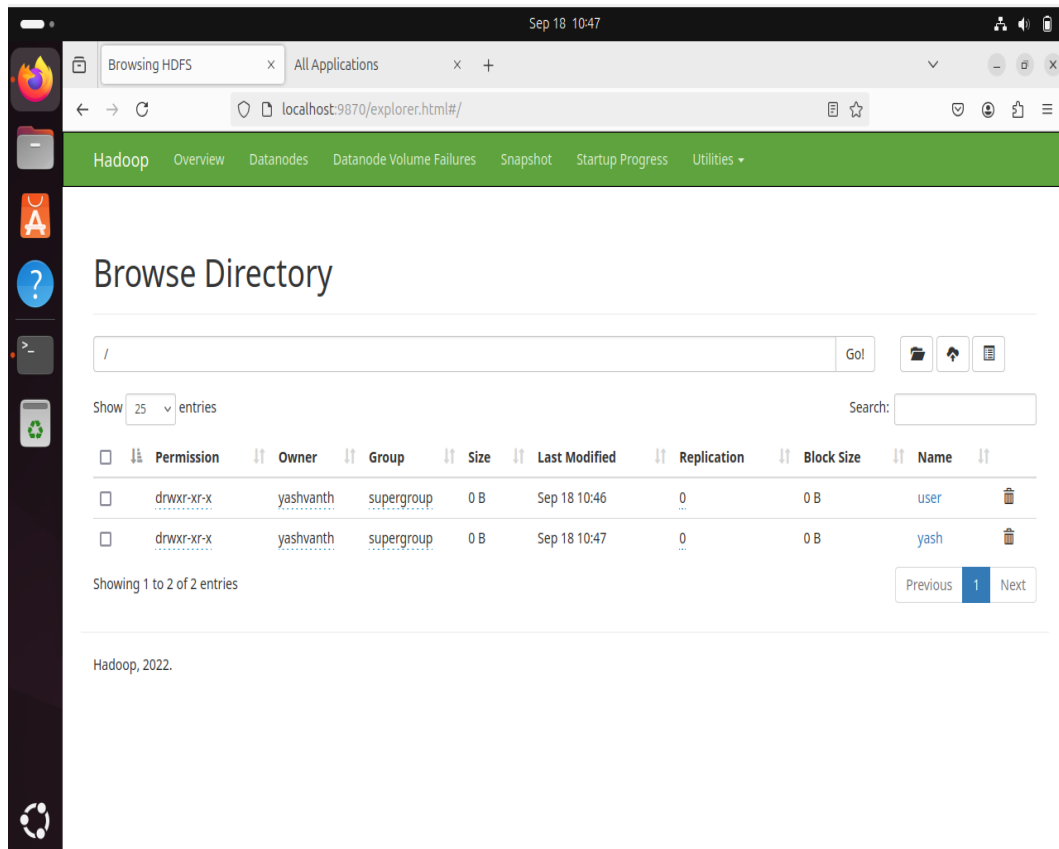 Sep 18 10:47
Browsing HDFS
All Applications
localhost:9870/explorer.html#/
Hadoop Overview Datanodes Datanode Volume Failures Snapshot Startup Progress Utilities
Browse Directory
/ Go!
Show 25 entries Search:
Permission Owner Group Size Last Modified Replication Block Size Name
drwxr-xr-x yashvanth supergroup 0 B Sep 18 10:46 0 0 B user
drwxr-xr-x yashvanth supergroup 0 B Sep 18 10:47 0 0 B yash
Showing 1 to 2 of 2 entries Previous 1 Next
Hadoop, 2022.